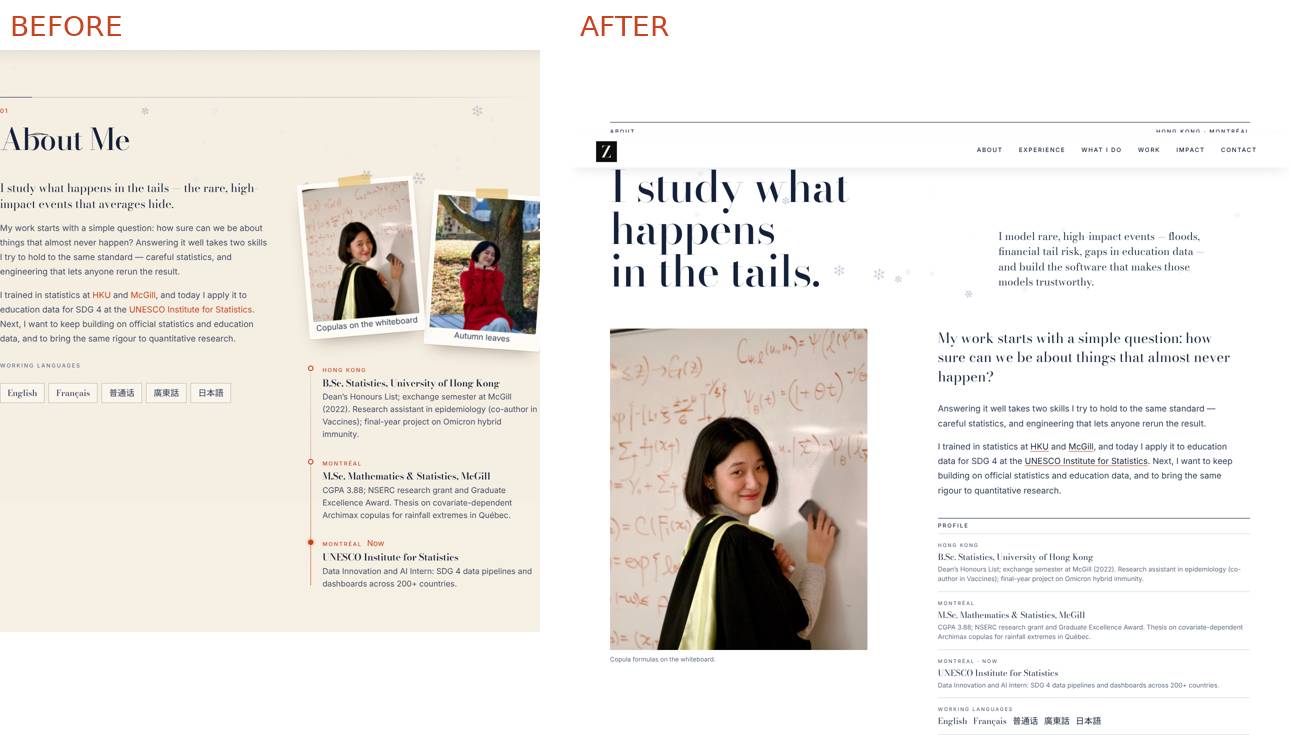 BEFORE
01
About Me
I study what happens in the tails — the rare, high-
impact events that averages hide.
My work starts with a simple question: how sure can we be about
things that almost never happen? Answering it well takes two skills
I try to hold to the same standard — careful statistics, and
engineering that lets anyone rerun the result.
I trained in statistics at HKU and McGill, and today I apply it to
education data for SDG 4 at the UNESCO Institute for Statistics.
Next, I want to keep building on official statistics and education
data, and to bring the same rigour to quantitative research.
WORKING LANGUAGES
English
Français
普通话
廣東話
日本語
Copulas on the whiteboard
Autumn leaves
HONG KONG
B.Sc. Statistics, University of Hong Kong
Dean's Honours List; exchange semester at McGill
(2022). Research assistant in epidemiology (co-author in
Vaccines); final-year project on Omicron hybrid
immunity.
MONTRÉAL
M.Sc. Mathematics & Statistics, McGill
CGPA 3.88; NSERC research grant and Graduate
Excellence Award. Thesis on covariate-dependent
Archimax copulas for rainfall extremes in Québec.
MONTRÉAL Now
UNESCO Institute for Statistics
Data Innovation and AI Intern: SDG 4 data pipelines and
dashboards across 200+ countries.
AFTER
ABOUT
HONG KONG · MONTRÉAL
Z
ABOUT
EXPERIENCE
WHAT I DO
WORK
IMPACT
CONTACT
I study what
happens
in the tails.
I model rare, high-impact events — floods,
financial tail risk, gaps in education data —
and build the software that makes those
models trustworthy.
Copula formulas on the whiteboard.
My work starts with a simple question: how
sure can we be about things that almost never
happen?
Answering it well takes two skills I try to hold to the same standard —
careful statistics, and engineering that lets anyone rerun the result.
I trained in statistics at HKU and McGill, and today I apply it to education
data for SDG 4 at the UNESCO Institute for Statistics. Next, I want to keep
building on official statistics and education data, and to bring the same
rigour to quantitative research.
PROFILE
HONG KONG
B.Sc. Statistics, University of Hong Kong
Dean's Honours List; exchange semester at McGill (2022). Research assistant in epidemiology (co-
author in Vaccines); final-year project on Omicron hybrid immunity.
MONTRÉAL
M.Sc. Mathematics & Statistics, McGill
CGPA 3.88; NSERC research grant and Graduate Excellence Award. Thesis on covariate-dependent
Archimax copulas for rainfall extremes in Québec.
MONTRÉAL · NOW
UNESCO Institute for Statistics
Data Innovation and AI Intern: SDG 4 data pipelines and dashboards across 200+ countries.
WORKING LANGUAGES
English Français 普通話 廣東話 日本語